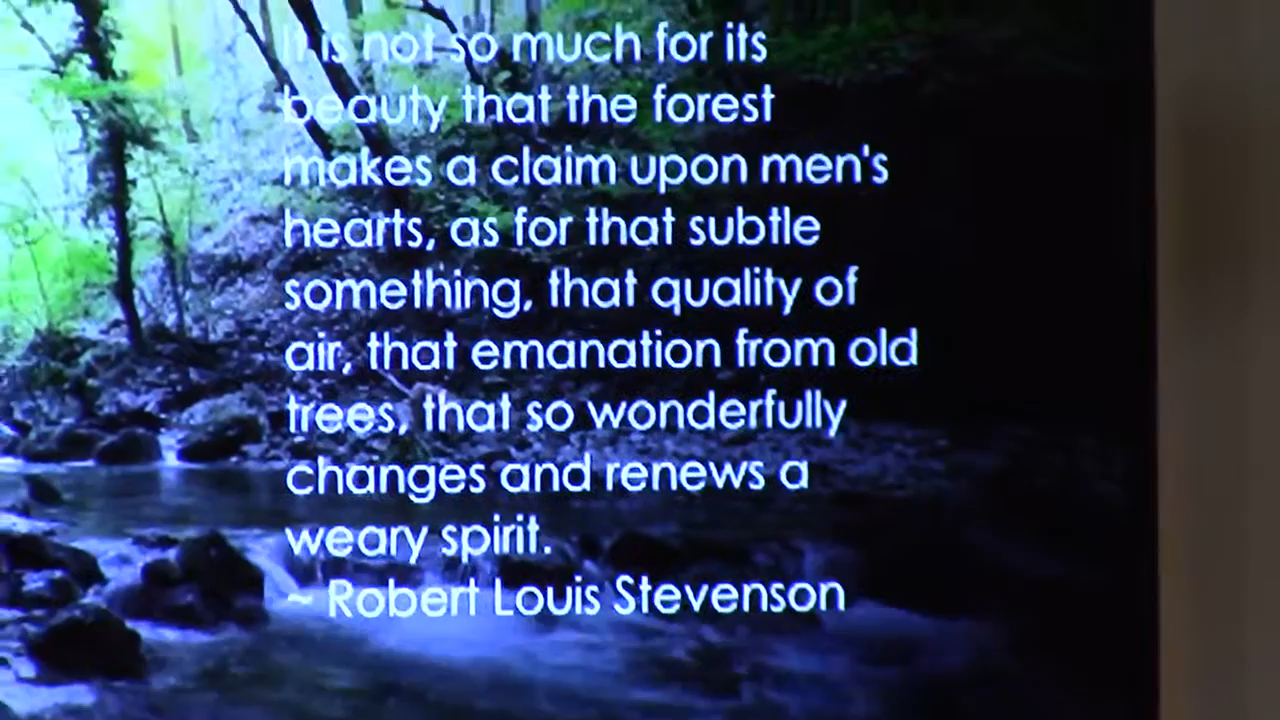 It is not so much for its
beauty that the forest
makes a claim upon men's
hearts, as for that subtle
something, that quality of
air, that emanation from old
trees, that so wonderfully
changes and renews a
weary spirit.
~ Robert Louis Stevenson